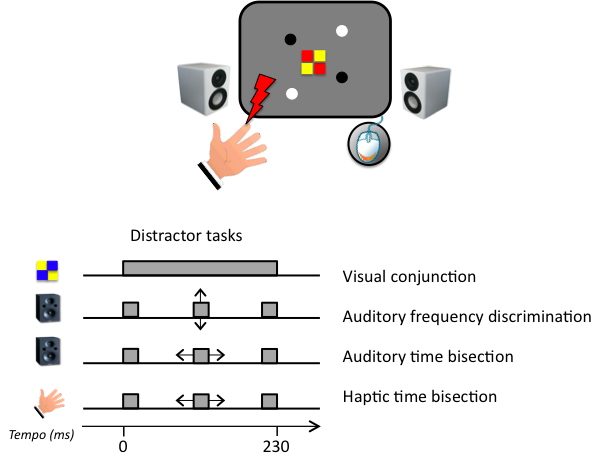 Distractor tasks
Visual conjunction
Auditory frequency discrimination
Auditory time bisection
Haptic time bisection
Tempo (ms)
0 230